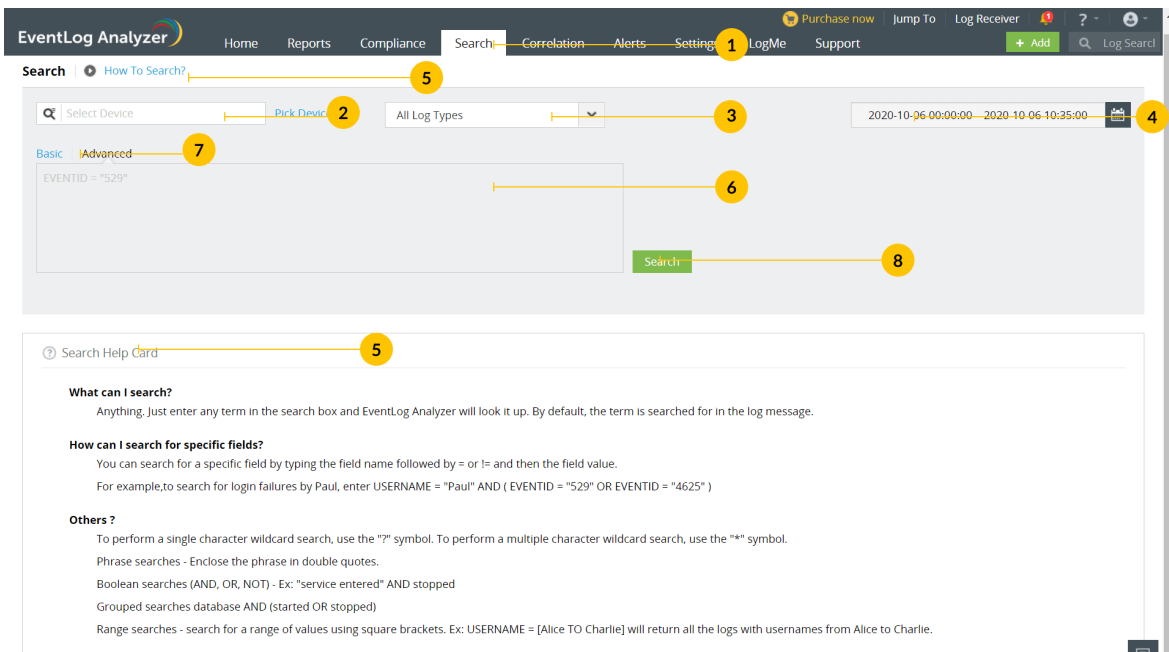 Purchase now Jump To Log Receiver 1 ?
EventLog Analyzer Home Reports Compliance Search Correlation Alerts Settings 1 LogMe Support + Add Log Search
Search How To Search? 5
Select Device Pick Device 2 All Log Types 3 2020-10-06 00:00:00 2020-10-06 10:35:00 4
Basic Advanced 7
EVENTID = "529" 6
Search 8
? Search Help Card 5
What can I search?
Anything. Just enter any term in the search box and EventLog Analyzer will look it up. By default, the term is searched for in the log message.
How can I search for specific fields?
You can search for a specific field by typing the field name followed by = or != and then the field value.
For example,to search for login failures by Paul, enter USERNAME = "Paul" AND ( EVENTID = "529" OR EVENTID = "4625" )
Others ?
To perform a single character wildcard search, use the "?" symbol. To perform a multiple character wildcard search, use the "*" symbol.
Phrase searches - Enclose the phrase in double quotes.
Boolean searches (AND, OR, NOT) - Ex: "service entered" AND stopped
Grouped searches database AND (started OR stopped)
Range searches - search for a range of values using square brackets. Ex: USERNAME = [Alice TO Charlie] will return all the logs with usernames from Alice to Charlie.